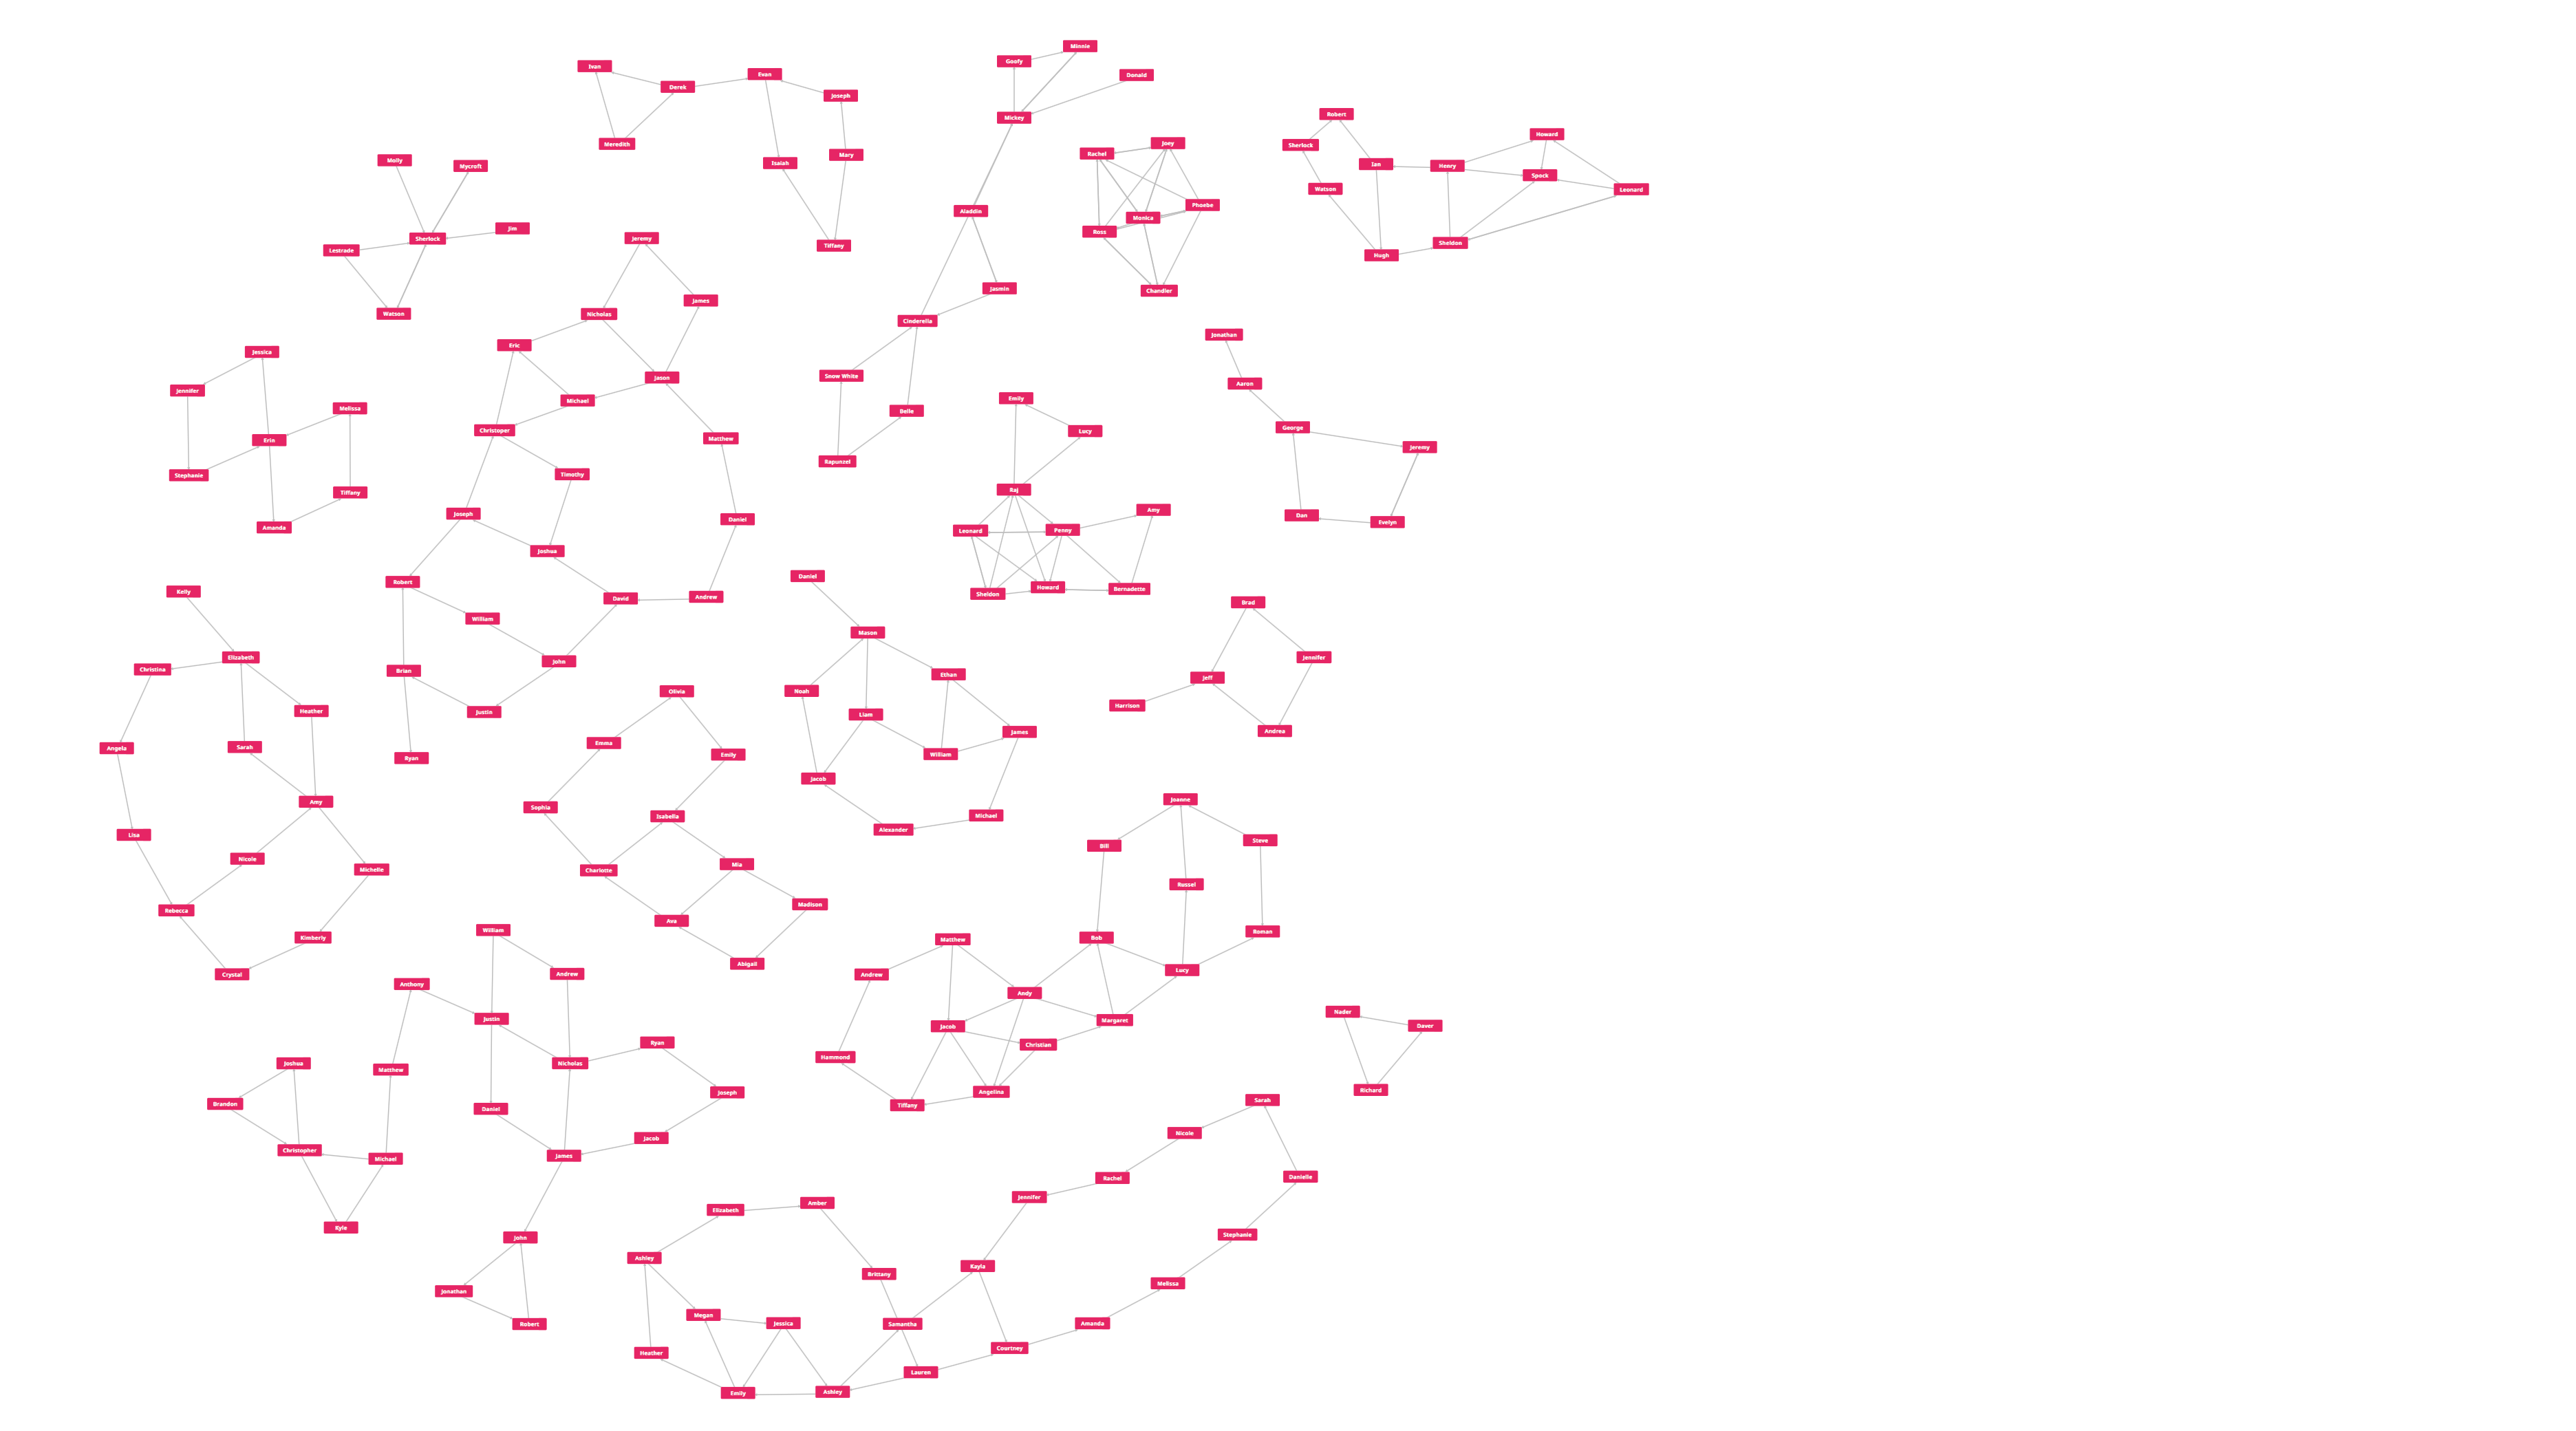 Minnie
Goofy
Donald
Mickey
Ivan
Evan
Derek
Joseph
Meredith
Isaiah
Mary
Tiffany
Molly
Mycroft
Jim
Sherlock
Lestrade
Watson
Aladdin
Jasmin
Cinderella
Snow White
Belle
Rapunzel
Joey
Rachel
Phoebe
Monica
Ross
Chandler
Robert
Sherlock
Ian
Watson
Hugh
Henry
Howard
Spock
Leonard
Sheldon
Jeremy
James
Nicholas
Eric
Jason
Michael
Christoper
Matthew
Timothy
Joseph
Daniel
Joshua
Robert
David
Andrew
William
John
Brian
Justin
Ryan
Jessica
Jennifer
Melissa
Erin
Stephanie
Tiffany
Amanda
Jonathan
Aaron
George
Jeremy
Dan
Evelyn
Emily
Lucy
Raj
Amy
Leonard
Penny
Sheldon
Howard
Bernadette
Kelly
Elizabeth
Christina
Heather
Angela
Sarah
Amy
Lisa
Nicole
Michelle
Rebecca
Kimberly
Crystal
Daniel
Mason
Ethan
Noah
Liam
James
William
Jacob
Michael
Alexander
Brad
Jennifer
Jeff
Harrison
Andrea
Olivia
Emma
Emily
Sophia
Isabella
Mia
Charlotte
Madison
Ava
Abigail
Joanne
Bill
Steve
Russel
Roman
Bob
Matthew
Lucy
Andrew
Andy
Jacob
Margaret
Christian
Hammond
Angelina
Tiffany
William
Andrew
Anthony
Justin
Ryan
Nicholas
Joshua
Matthew
Joseph
Brandon
Daniel
Jacob
Christopher
Michael
James
Kyle
John
Jonathan
Robert
Nader
Daver
Richard
Sarah
Nicole
Rachel
Danielle
Jennifer
Amber
Elizabeth
Stephanie
Ashley
Kayla
Brittany
Melissa
Megan
Jessica
Samantha
Amanda
Courtney
Heather
Lauren
Emily
Ashley